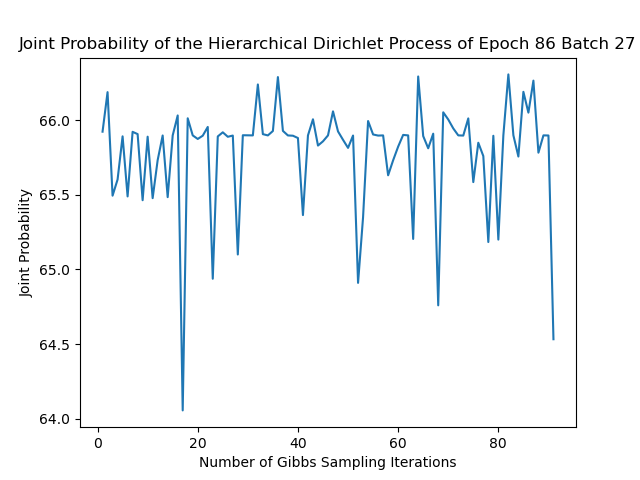 Joint Probability of the Hierarchical Dirichlet Process of Epoch 86 Batch 27
Joint Probability
66.0
65.5
65.0
64.5
64.0
0 20 40 60 80
Number of Gibbs Sampling Iterations